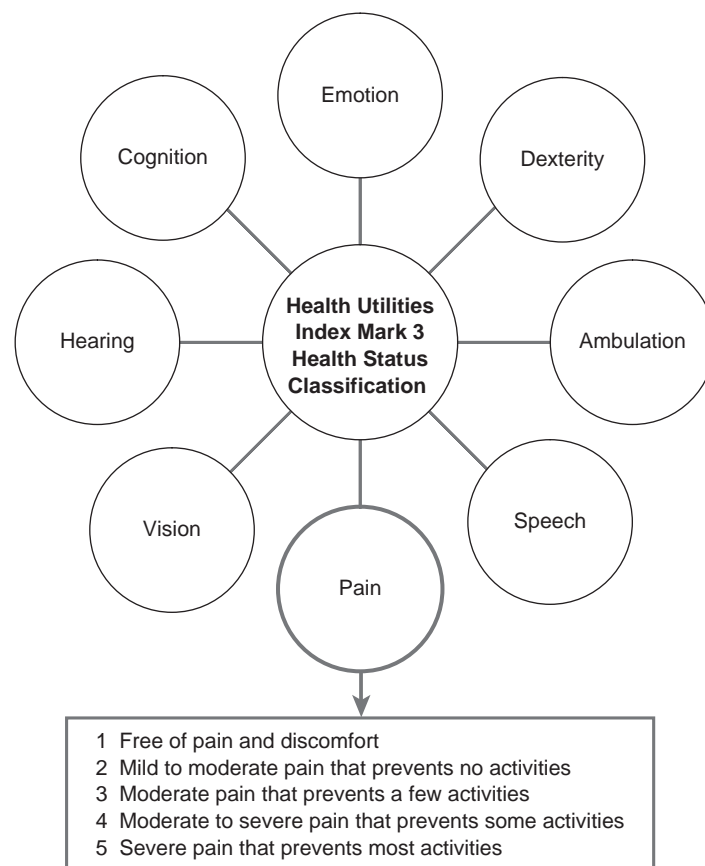 Emotion
Cognition
Dexterity
Hearing
Health Utilities
Index Mark 3
Health Status
Classification
Ambulation
Vision
Speech
Pain
1 Free of pain and discomfort
2 Mild to moderate pain that prevents no activities
3 Moderate pain that prevents a few activities
4 Moderate to severe pain that prevents some activities
5 Severe pain that prevents most activities